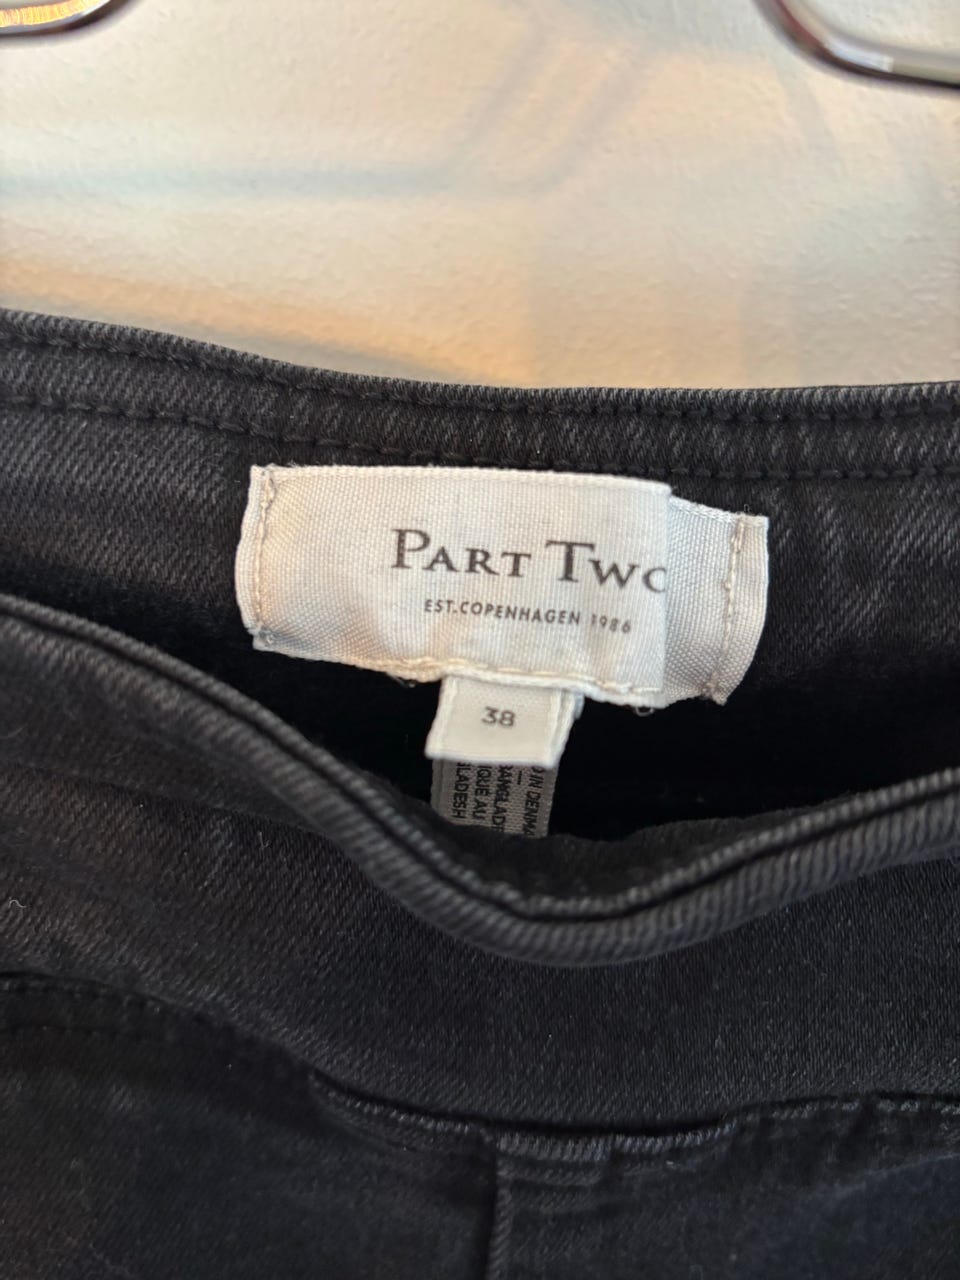 PART TWO
EST.COPENHAGEN 1986
38